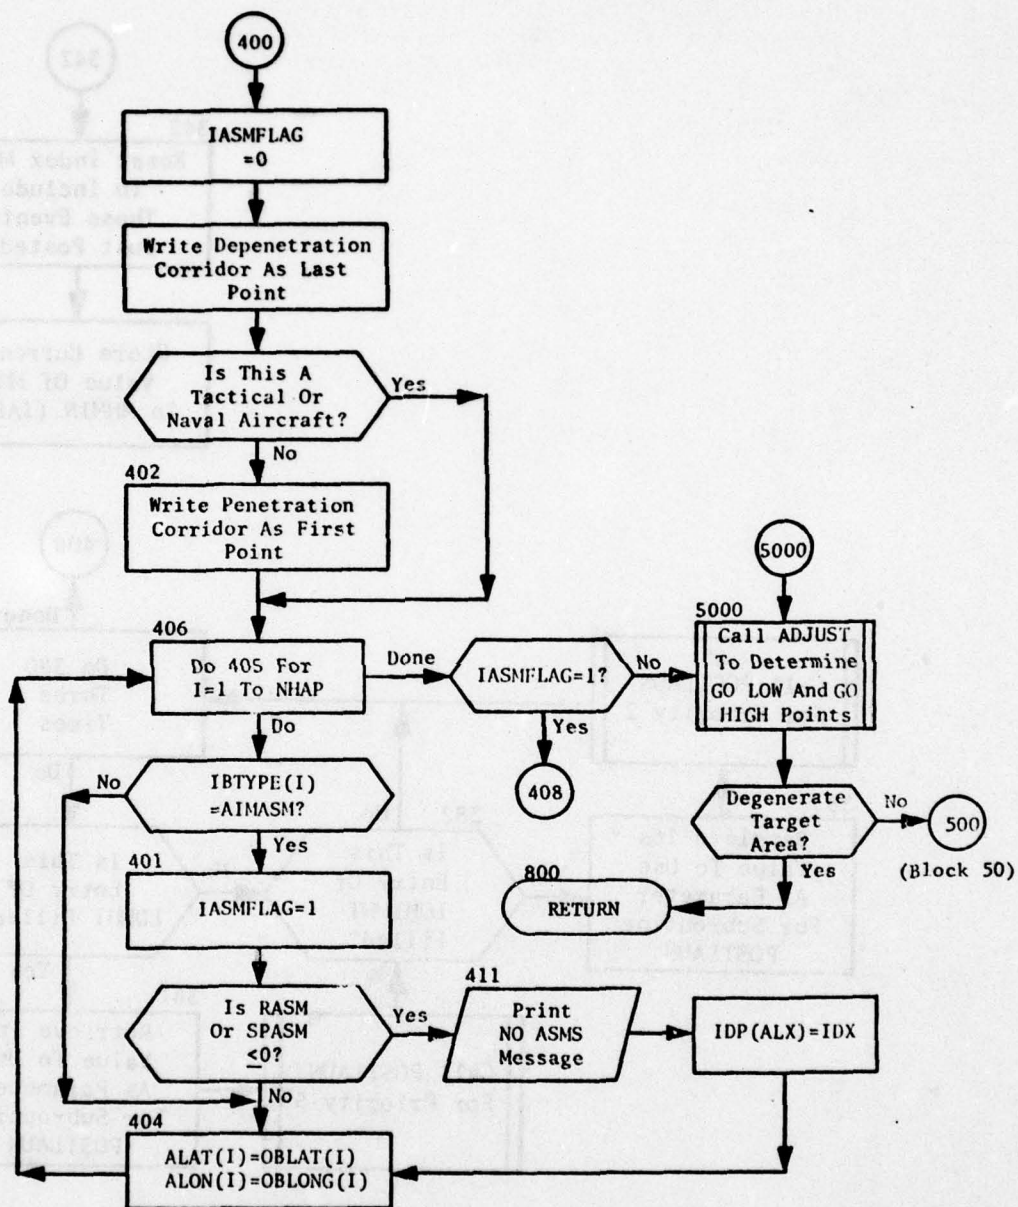 400
IASMFLAG
=0
Write Depenetration
Corridor As Last
Point
Is This A
Tactical Or
Naval Aircraft?
Yes
No
402
Write Penetration
Corridor As First
Point
5000
406
Do 405 For
I=1 To NHAP
Done
IASMFLAG=1?
No
5000
Call ADJUST
To Determine
GO LOW And GO
HIGH Points
Do
Yes
408
No
IBTYPE(I)
=AIMASM?
Degenerate
Target
Area?
No
500
(Block 50)
Yes
Yes
401
IASMFLAG=1
800
RETURN
Is RASM
Or SPASM
<0?
Yes
411
Print
NO ASMS
Message
IDP(ALX)=IDX
No
404
ALAT(I)=OBLAT(I)
ALON(I)=OBLONG(I)